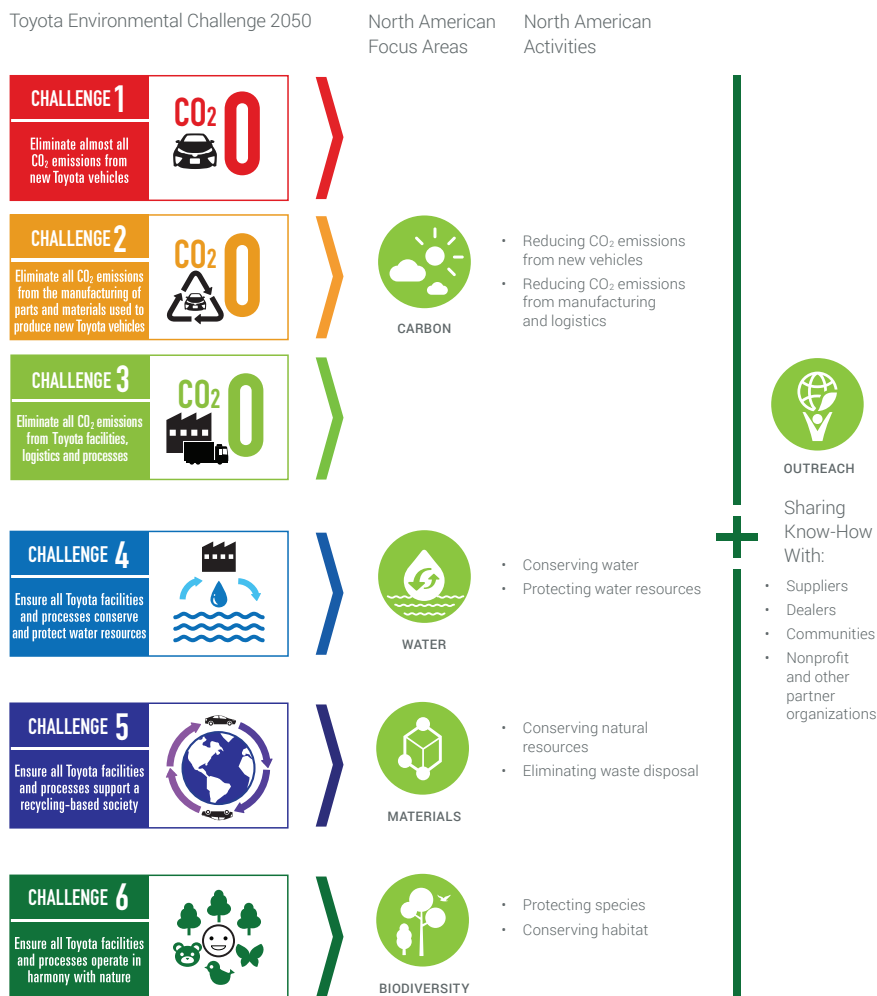 Toyota Environmental Challenge 2050
North American
Focus Areas
North American
Activities
CHALLENGE 1
Eliminate almost all
CO₂ emissions from
new Toyota vehicles
CO₂ 0
CHALLENGE 2
Eliminate all CO₂ emissions
from the manufacturing of
parts and materials used to
produce new Toyota vehicles
CO₂ 0
CHALLENGE 3
Eliminate all CO₂ emissions
from Toyota facilities,
logistics and processes
CO₂ 0
CARBON
• Reducing CO₂ emissions
from new vehicles
• Reducing CO₂ emissions
from manufacturing
and logistics
CHALLENGE 4
Ensure all Toyota facilities
and processes conserve
and protect water resources
WATER
• Conserving water
• Protecting water resources
CHALLENGE 5
Ensure all Toyota facilities
and processes support a
recycling-based society
MATERIALS
• Conserving natural
resources
• Eliminating waste disposal
CHALLENGE 6
Ensure all Toyota facilities
and processes operate in
harmony with nature
BIODIVERSITY
• Protecting species
• Conserving habitat
+
OUTREACH
Sharing
Know-How
With:
• Suppliers
• Dealers
• Communities
• Nonprofit
and other
partner
organizations